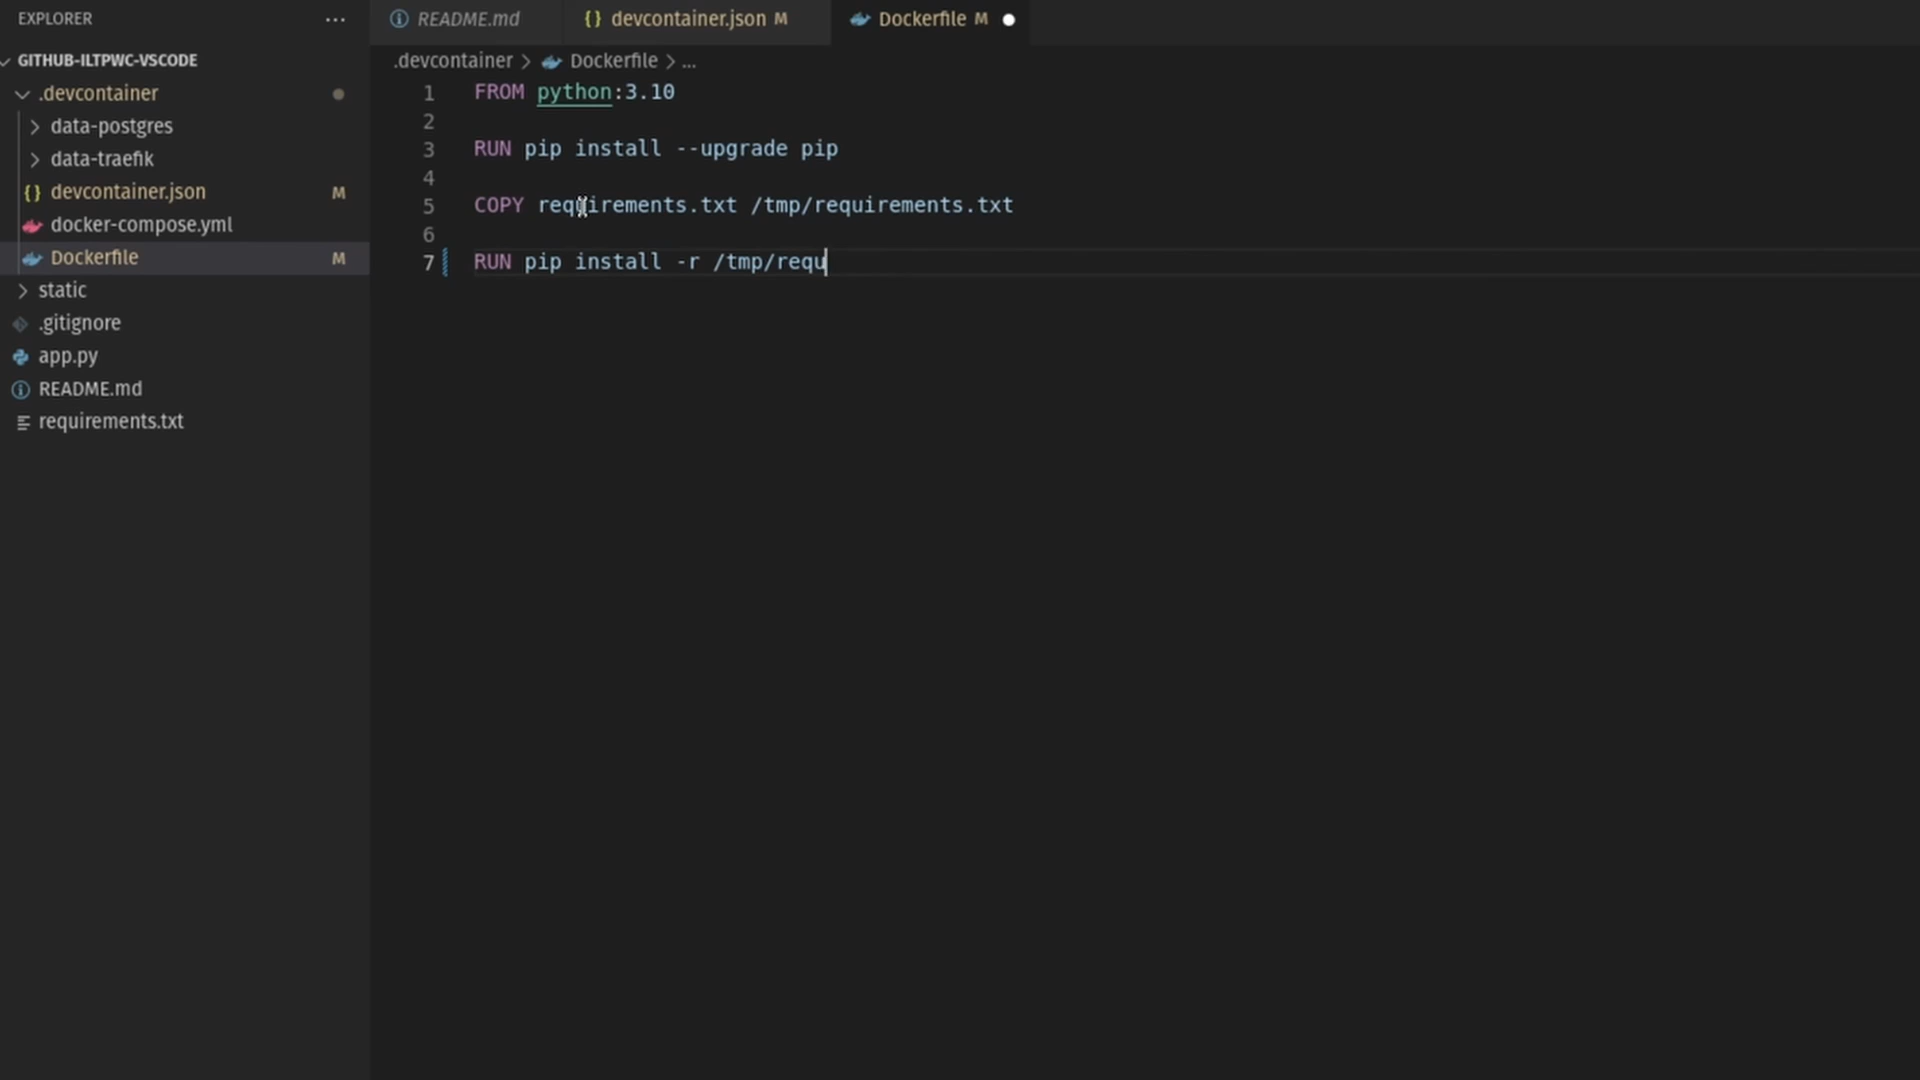 EXPLORER ...
GITHUB-ILTPWC-VSCODE
.devcontainer
data-postgres
data-traefik
devcontainer.json M
docker-compose.yml
Dockerfile M
static
.gitignore
app.py
README.md
requirements.txt
README.md devcontainer.json M Dockerfile M
.devcontainer > Dockerfile > ...
1 FROM python:3.10
2
3 RUN pip install --upgrade pip
4
5 COPY requirements.txt /tmp/requirements.txt
6
7 RUN pip install -r /tmp/requ